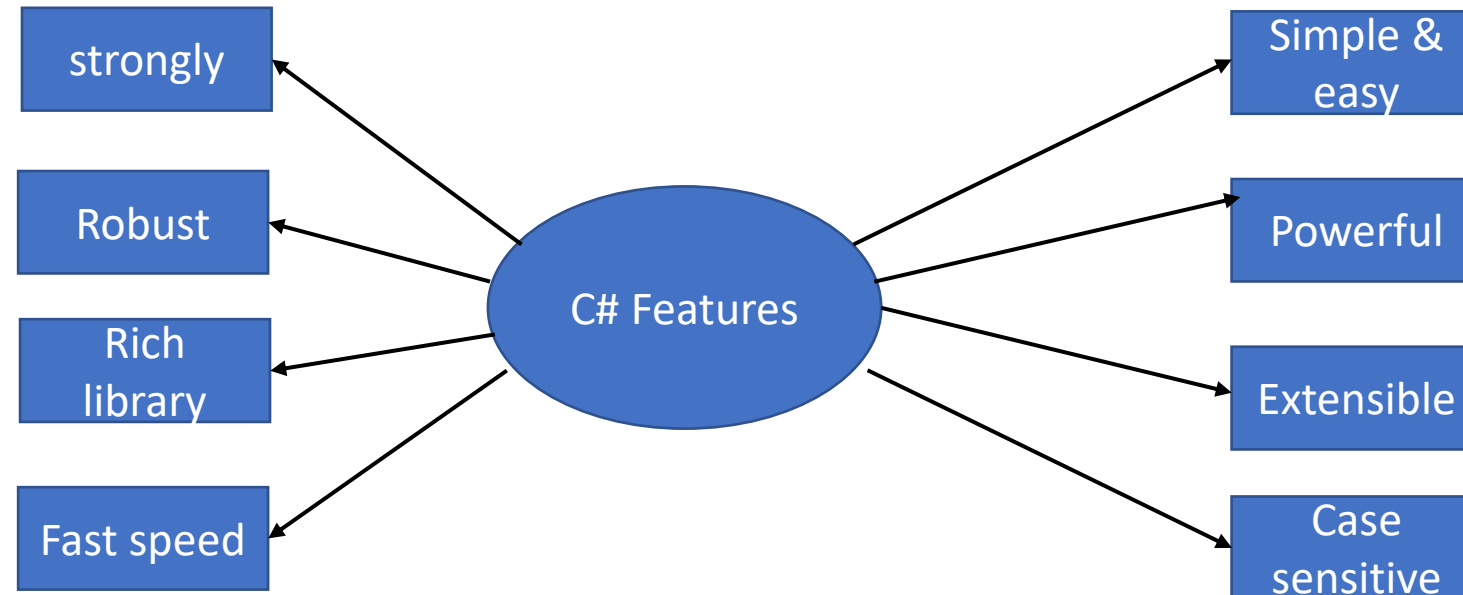 strongly
Robust
Rich
library
Fast speed
C# Features
Simple &
easy
Powerful
Extensible
Case
sensitive